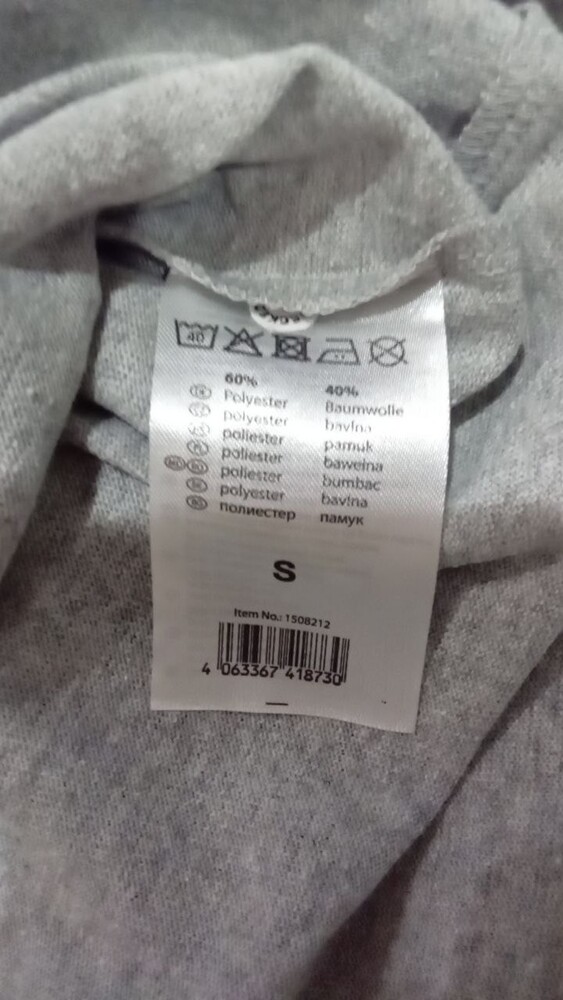 40
60% 40%
Polyester Baumwolle
polyester bavlna
poliester pamuk
poliester bawełna
poliester bumbac
polyester bavlna
полиестер памук
S
Item No.: 1508212
4 063367 418730